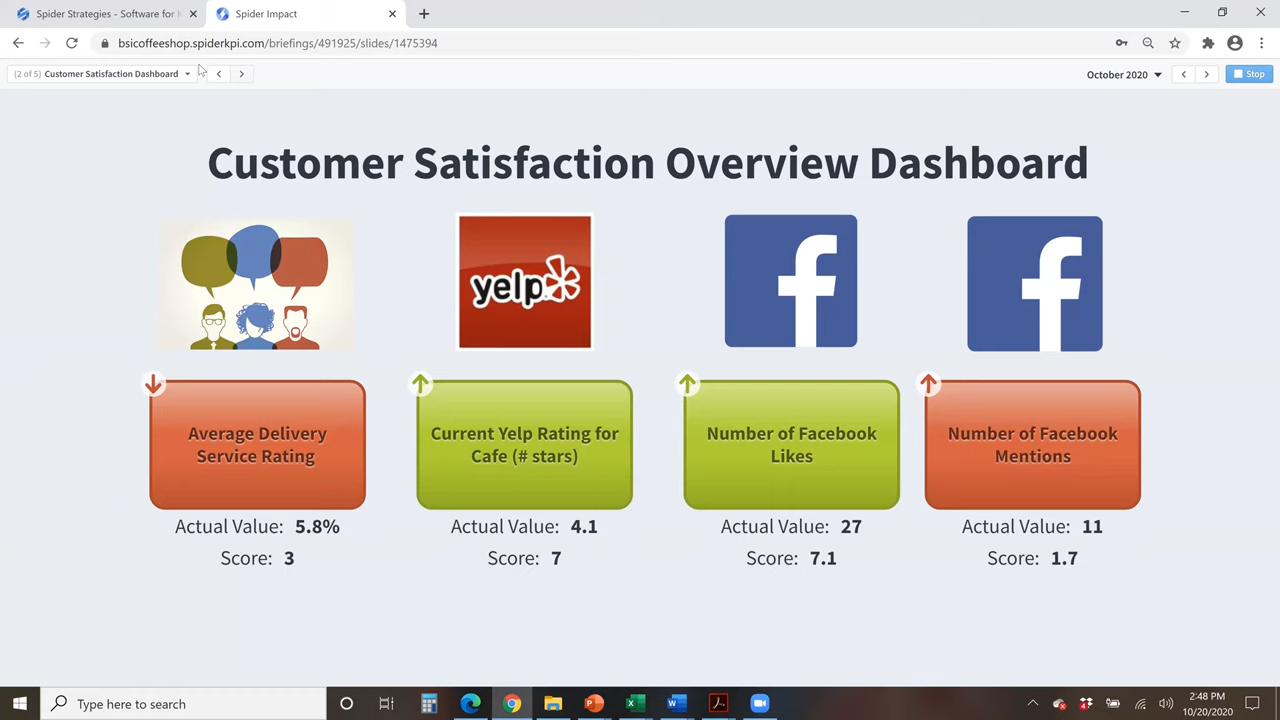 Spider Strategies - Software for
Spider Impact
bsicoffeeshop.spiderkpi.com/briefings/491925/slides/1475394
(2 of 5) Customer Satisfaction Dashboard
October 2020
Stop
Customer Satisfaction Overview Dashboard
yelp
Average Delivery
Service Rating
Actual Value: 5.8%
Score: 3
Current Yelp Rating for
Cafe (# stars)
Actual Value: 4.1
Score: 7
Number of Facebook
Likes
Actual Value: 27
Score: 7.1
Number of Facebook
Mentions
Actual Value: 11
Score: 1.7
Type here to search
2:48 PM
10/20/2020